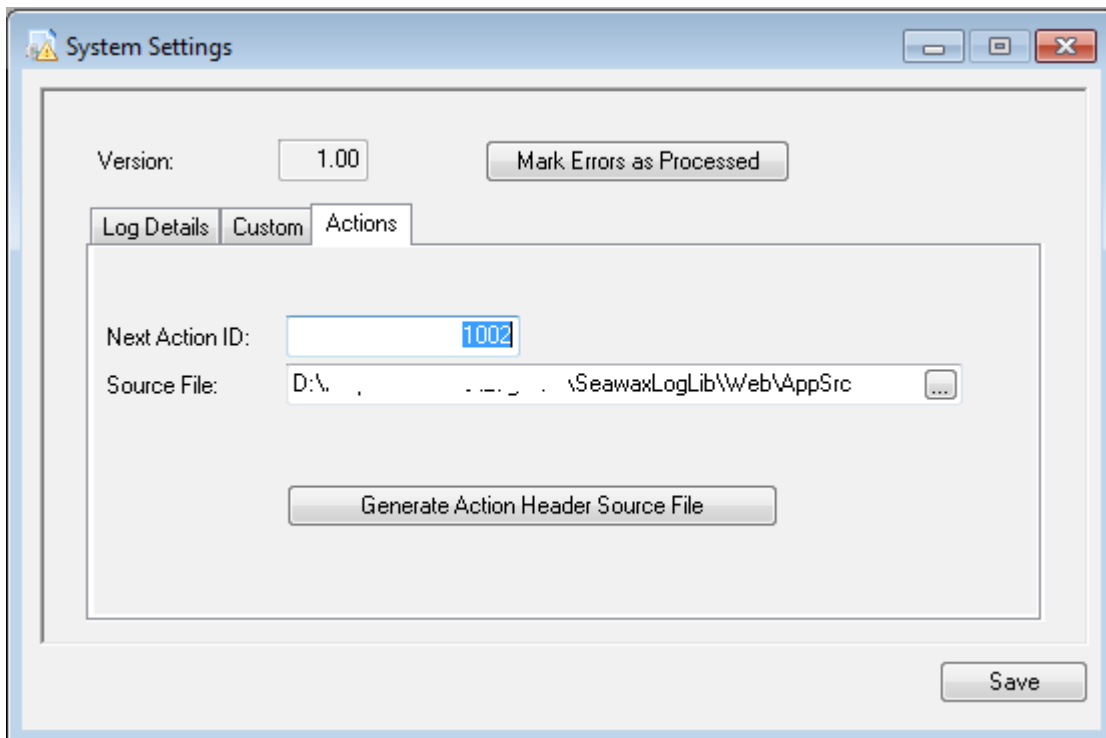 System Settings
Version: 1.00 Mark Errors as Processed
Log Details Custom Actions
Next Action ID: 1002
Source File: D:\ \SeawaxLogLib\Web\AppSrc ...
Generate Action Header Source File
Save